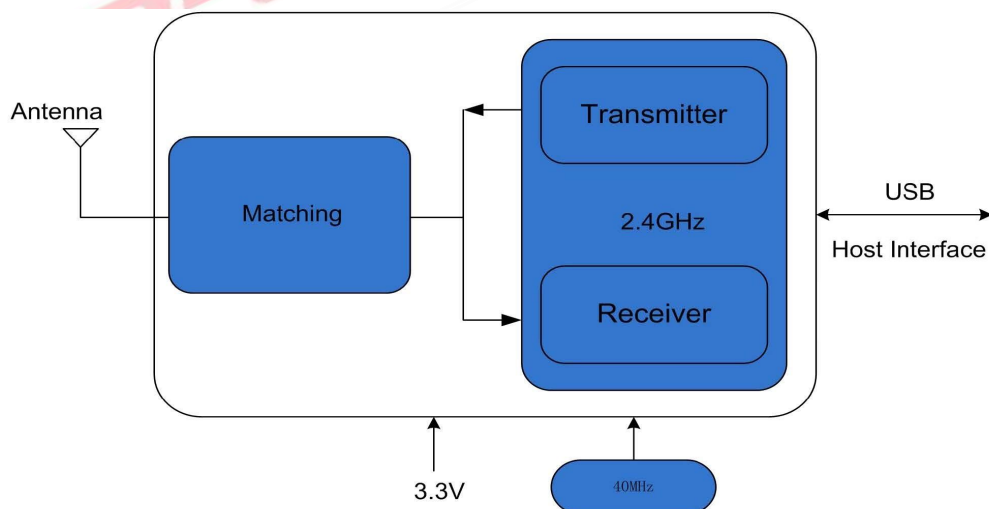 Antenna
Matching
Transmitter
2.4GHz
Receiver
USB
Host Interface
3.3V
40MHz